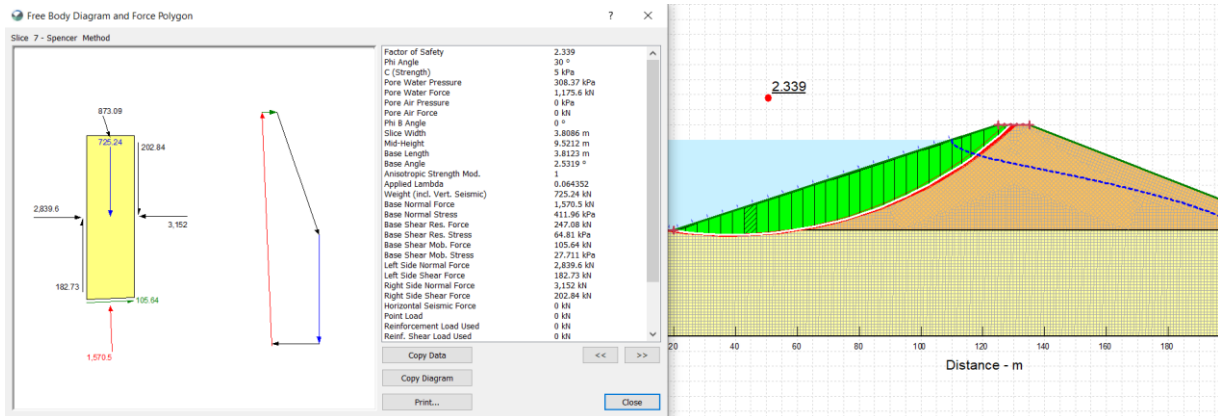 Free Body Diagram and Force Polygon
? ×
Slice 7 - Spencer Method
873.09
725.24
202.84
2,839.6
3,152
182.73
105.64
1,570.5
Factor of Safety 2.339
Phi Angle 30 °
C (Strength) 5 kPa
Pore Water Pressure 308.37 kPa
Pore Water Force 1,175.6 kN
Pore Air Pressure 0 kPa
Pore Air Force 0 kN
Phi B Angle 0 °
Slice Width 3.8086 m
Mid-Height 9.5212 m
Base Length 3.8123 m
Base Angle 2.5319 °
Anisotropic Strength Mod. 1
Applied Lambda 0.064352
Weight (incl. Vert. Seismic) 725.24 kN
Base Normal Force 1,570.5 kN
Base Normal Stress 411.96 kPa
Base Shear Res. Force 247.08 kN
Base Shear Res. Stress 64.81 kPa
Base Shear Mob. Force 105.64 kN
Base Shear Mob. Stress 27.711 kPa
Left Side Normal Force 2,839.6 kN
Left Side Shear Force 182.73 kN
Right Side Normal Force 3,152 kN
Right Side Shear Force 202.84 kN
Horizontal Seismic Force 0 kN
Point Load 0 kN
Reinforcement Load Used 0 kN
Reinf. Shear Load Used 0 kN
Copy Data << >>
Copy Diagram
Print... Close
2.339
20 40 60 80 100 120 140 160 180
Distance - m